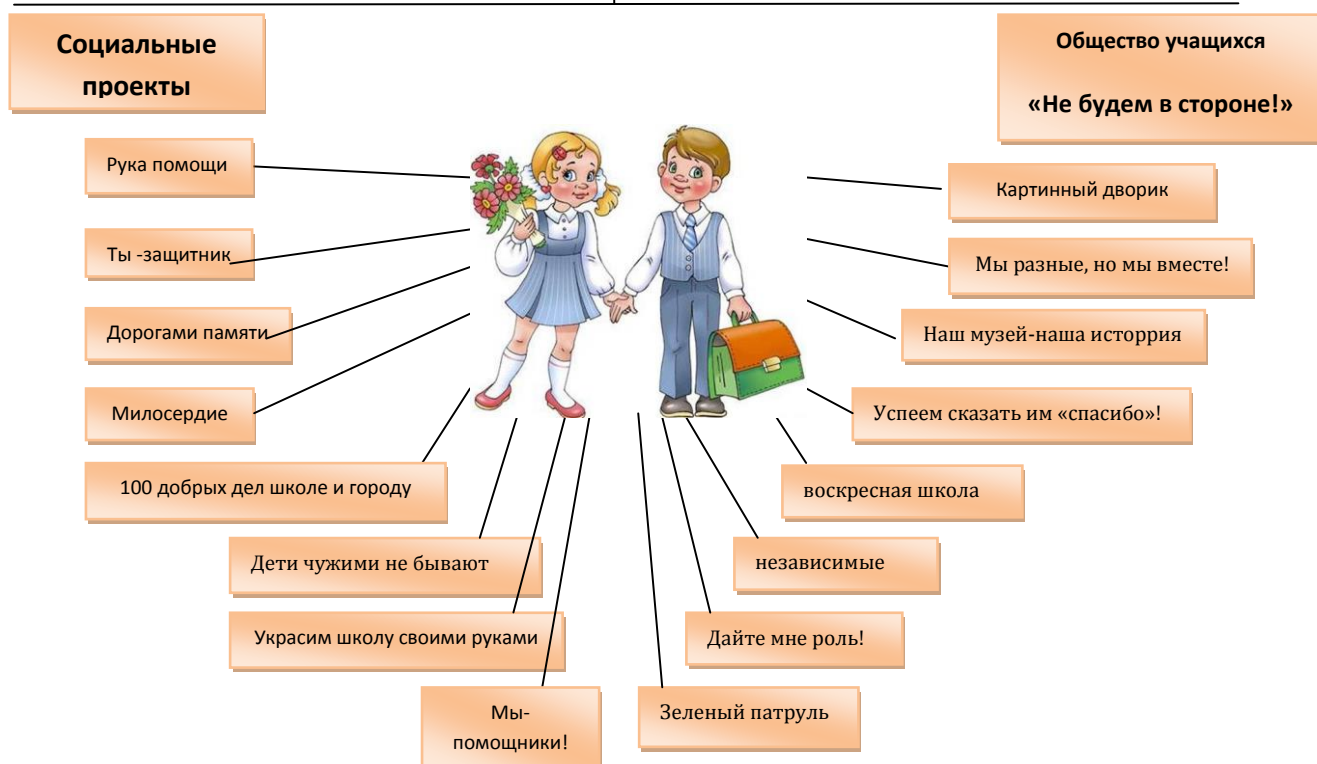 Социальные
проекты
Общество учащихся
«Не будем в стороне!»
Рука помощи
Ты -защитник
Дорогами памяти
Милосердие
100 добрых дел школе и городу
Дети чужими не бывают
Украсим школу своими руками
Мы-
помощники!
Картинный дворик
Мы разные, но мы вместе!
Наш музей-наша исторрия
Успеем сказать им «спасибо»!
воскресная школа
независимые
Дайте мне роль!
Зеленый патруль